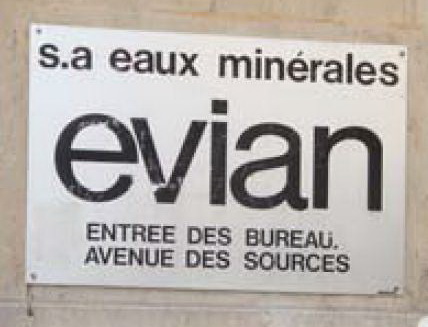 s.a eaux minérales
evian
ENTREE DES BUREAU.
AVENUE DES SOURCES